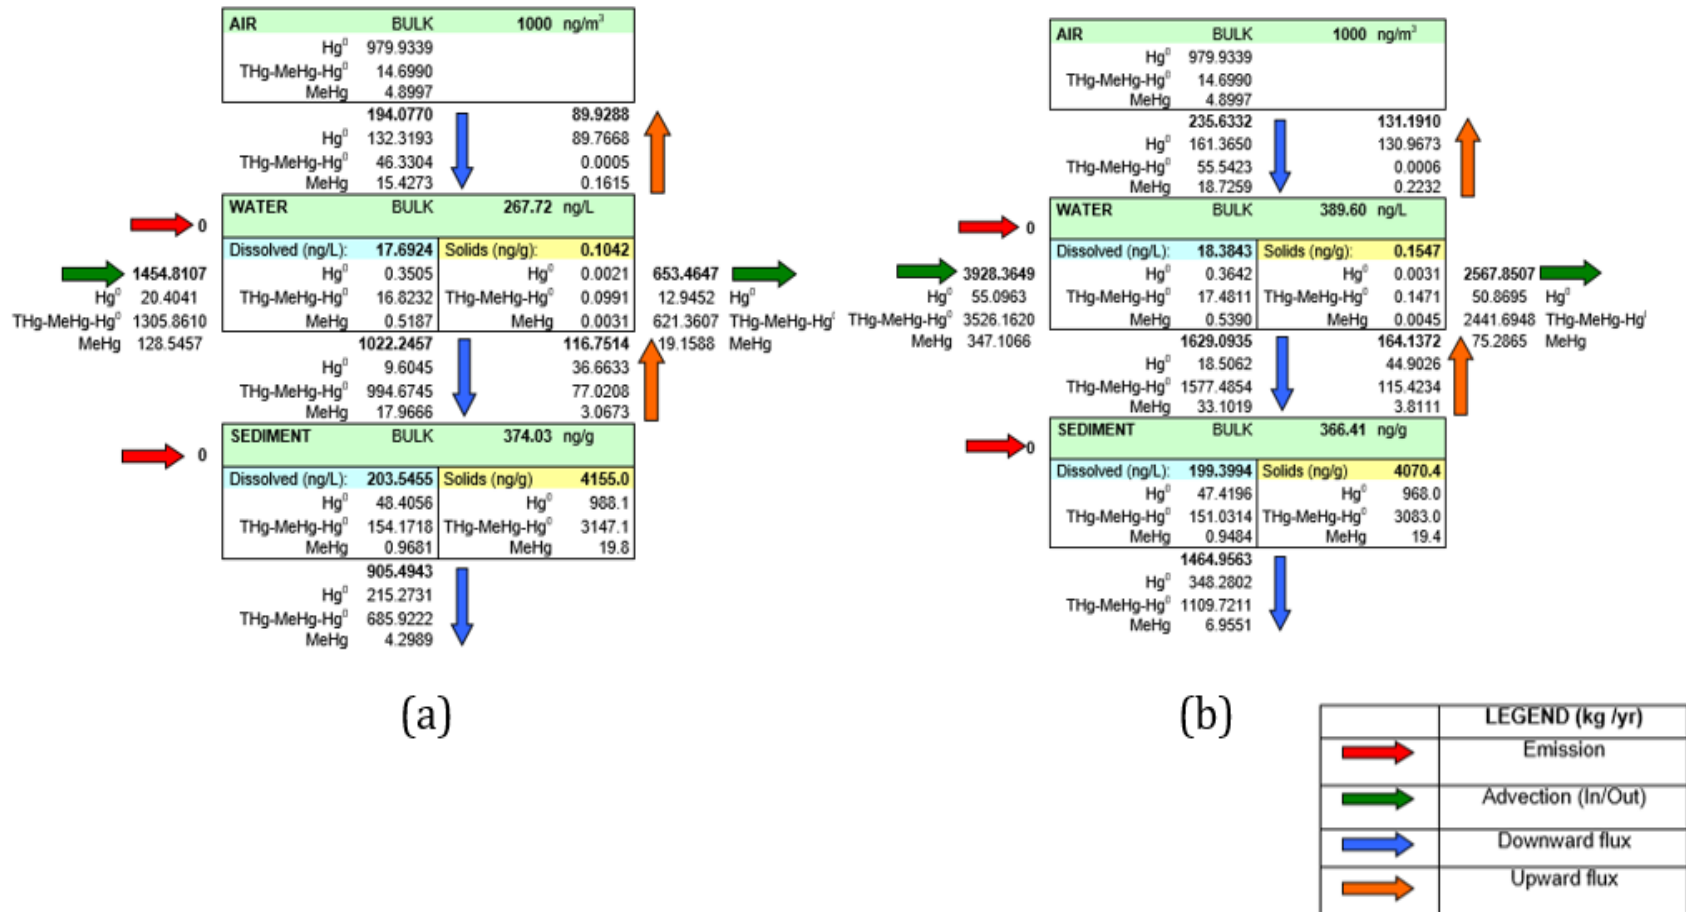 AIR BULK 1000 ng/m³
Hg⁰ 979.9339
THg-MeHg-Hg⁰ 14.6990
MeHg 4.8997
194.0770 89.9288
Hg⁰ 132.3193 89.7668
THg-MeHg-Hg⁰ 46.3304 0.0005
MeHg 15.4273 0.1615
0
WATER BULK 267.72 ng/L
Dissolved (ng/L): 17.6924 Solids (ng/g): 0.1042
Hg⁰ 0.3505 Hg⁰ 0.0021
THg-MeHg-Hg⁰ 16.8232 THg-MeHg-Hg⁰ 0.0991
MeHg 0.5187 MeHg 0.0031
1454.8107
Hg⁰ 20.4041
THg-MeHg-Hg⁰ 1305.8610
MeHg 128.5457
653.4647
12.9452 Hg⁰
621.3607 THg-MeHg-Hg⁰
19.1588 MeHg
1022.2457 116.7514
Hg⁰ 9.6045 36.6633
THg-MeHg-Hg⁰ 994.6745 77.0208
MeHg 17.9666 3.0673
0
SEDIMENT BULK 374.03 ng/g
Dissolved (ng/L): 203.5455 Solids (ng/g) 4155.0
Hg⁰ 48.4056 Hg⁰ 988.1
THg-MeHg-Hg⁰ 154.1718 THg-MeHg-Hg⁰ 3147.1
MeHg 0.9681 MeHg 19.8
905.4943
Hg⁰ 215.2731
THg-MeHg-Hg⁰ 685.9222
MeHg 4.2989
(a)
AIR BULK 1000 ng/m³
Hg⁰ 979.9339
THg-MeHg-Hg⁰ 14.6990
MeHg 4.8997
235.6332 131.1910
Hg⁰ 161.3650 130.9673
THg-MeHg-Hg⁰ 55.5423 0.0006
MeHg 18.7259 0.2232
0
WATER BULK 389.60 ng/L
Dissolved (ng/L): 18.3843 Solids (ng/g): 0.1547
Hg⁰ 0.3642 Hg⁰ 0.0031
THg-MeHg-Hg⁰ 17.4811 THg-MeHg-Hg⁰ 0.1471
MeHg 0.5390 MeHg 0.0045
3928.3649
Hg⁰ 55.0963
THg-MeHg-Hg⁰ 3526.1620
MeHg 347.1066
2567.8507
50.8695 Hg⁰
2441.6948 THg-MeHg-Hg⁰
75.2865 MeHg
1629.0935 164.1372
Hg⁰ 18.5062 44.9026
THg-MeHg-Hg⁰ 1577.4854 115.4234
MeHg 33.1019 3.8111
0
SEDIMENT BULK 366.41 ng/g
Dissolved (ng/L): 199.3994 Solids (ng/g) 4070.4
Hg⁰ 47.4196 Hg⁰ 968.0
THg-MeHg-Hg⁰ 151.0314 THg-MeHg-Hg⁰ 3083.0
MeHg 0.9484 MeHg 19.4
1464.9563
Hg⁰ 348.2802
THg-MeHg-Hg⁰ 1109.7211
MeHg 6.9551
(b)
LEGEND (kg /yr)
Emission
Advection (In/Out)
Downward flux
Upward flux